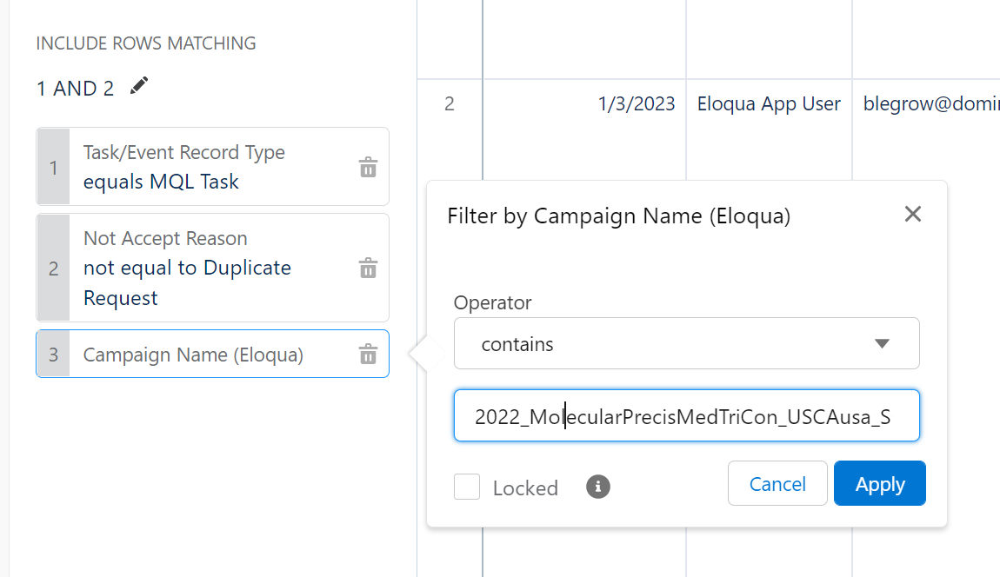 INCLUDE ROWS MATCHING
1 AND 2
1
Task/Event Record Type
equals MQL Task
2
Not Accept Reason
not equal to Duplicate
Request
3
Campaign Name (Eloqua)
2
1/3/2023
Eloqua App User
blegrow@domin
Filter by Campaign Name (Eloqua)
Operator
contains
2022_MolecularPrecisMedTriCon_USCAusa_S
Locked
Cancel
Apply